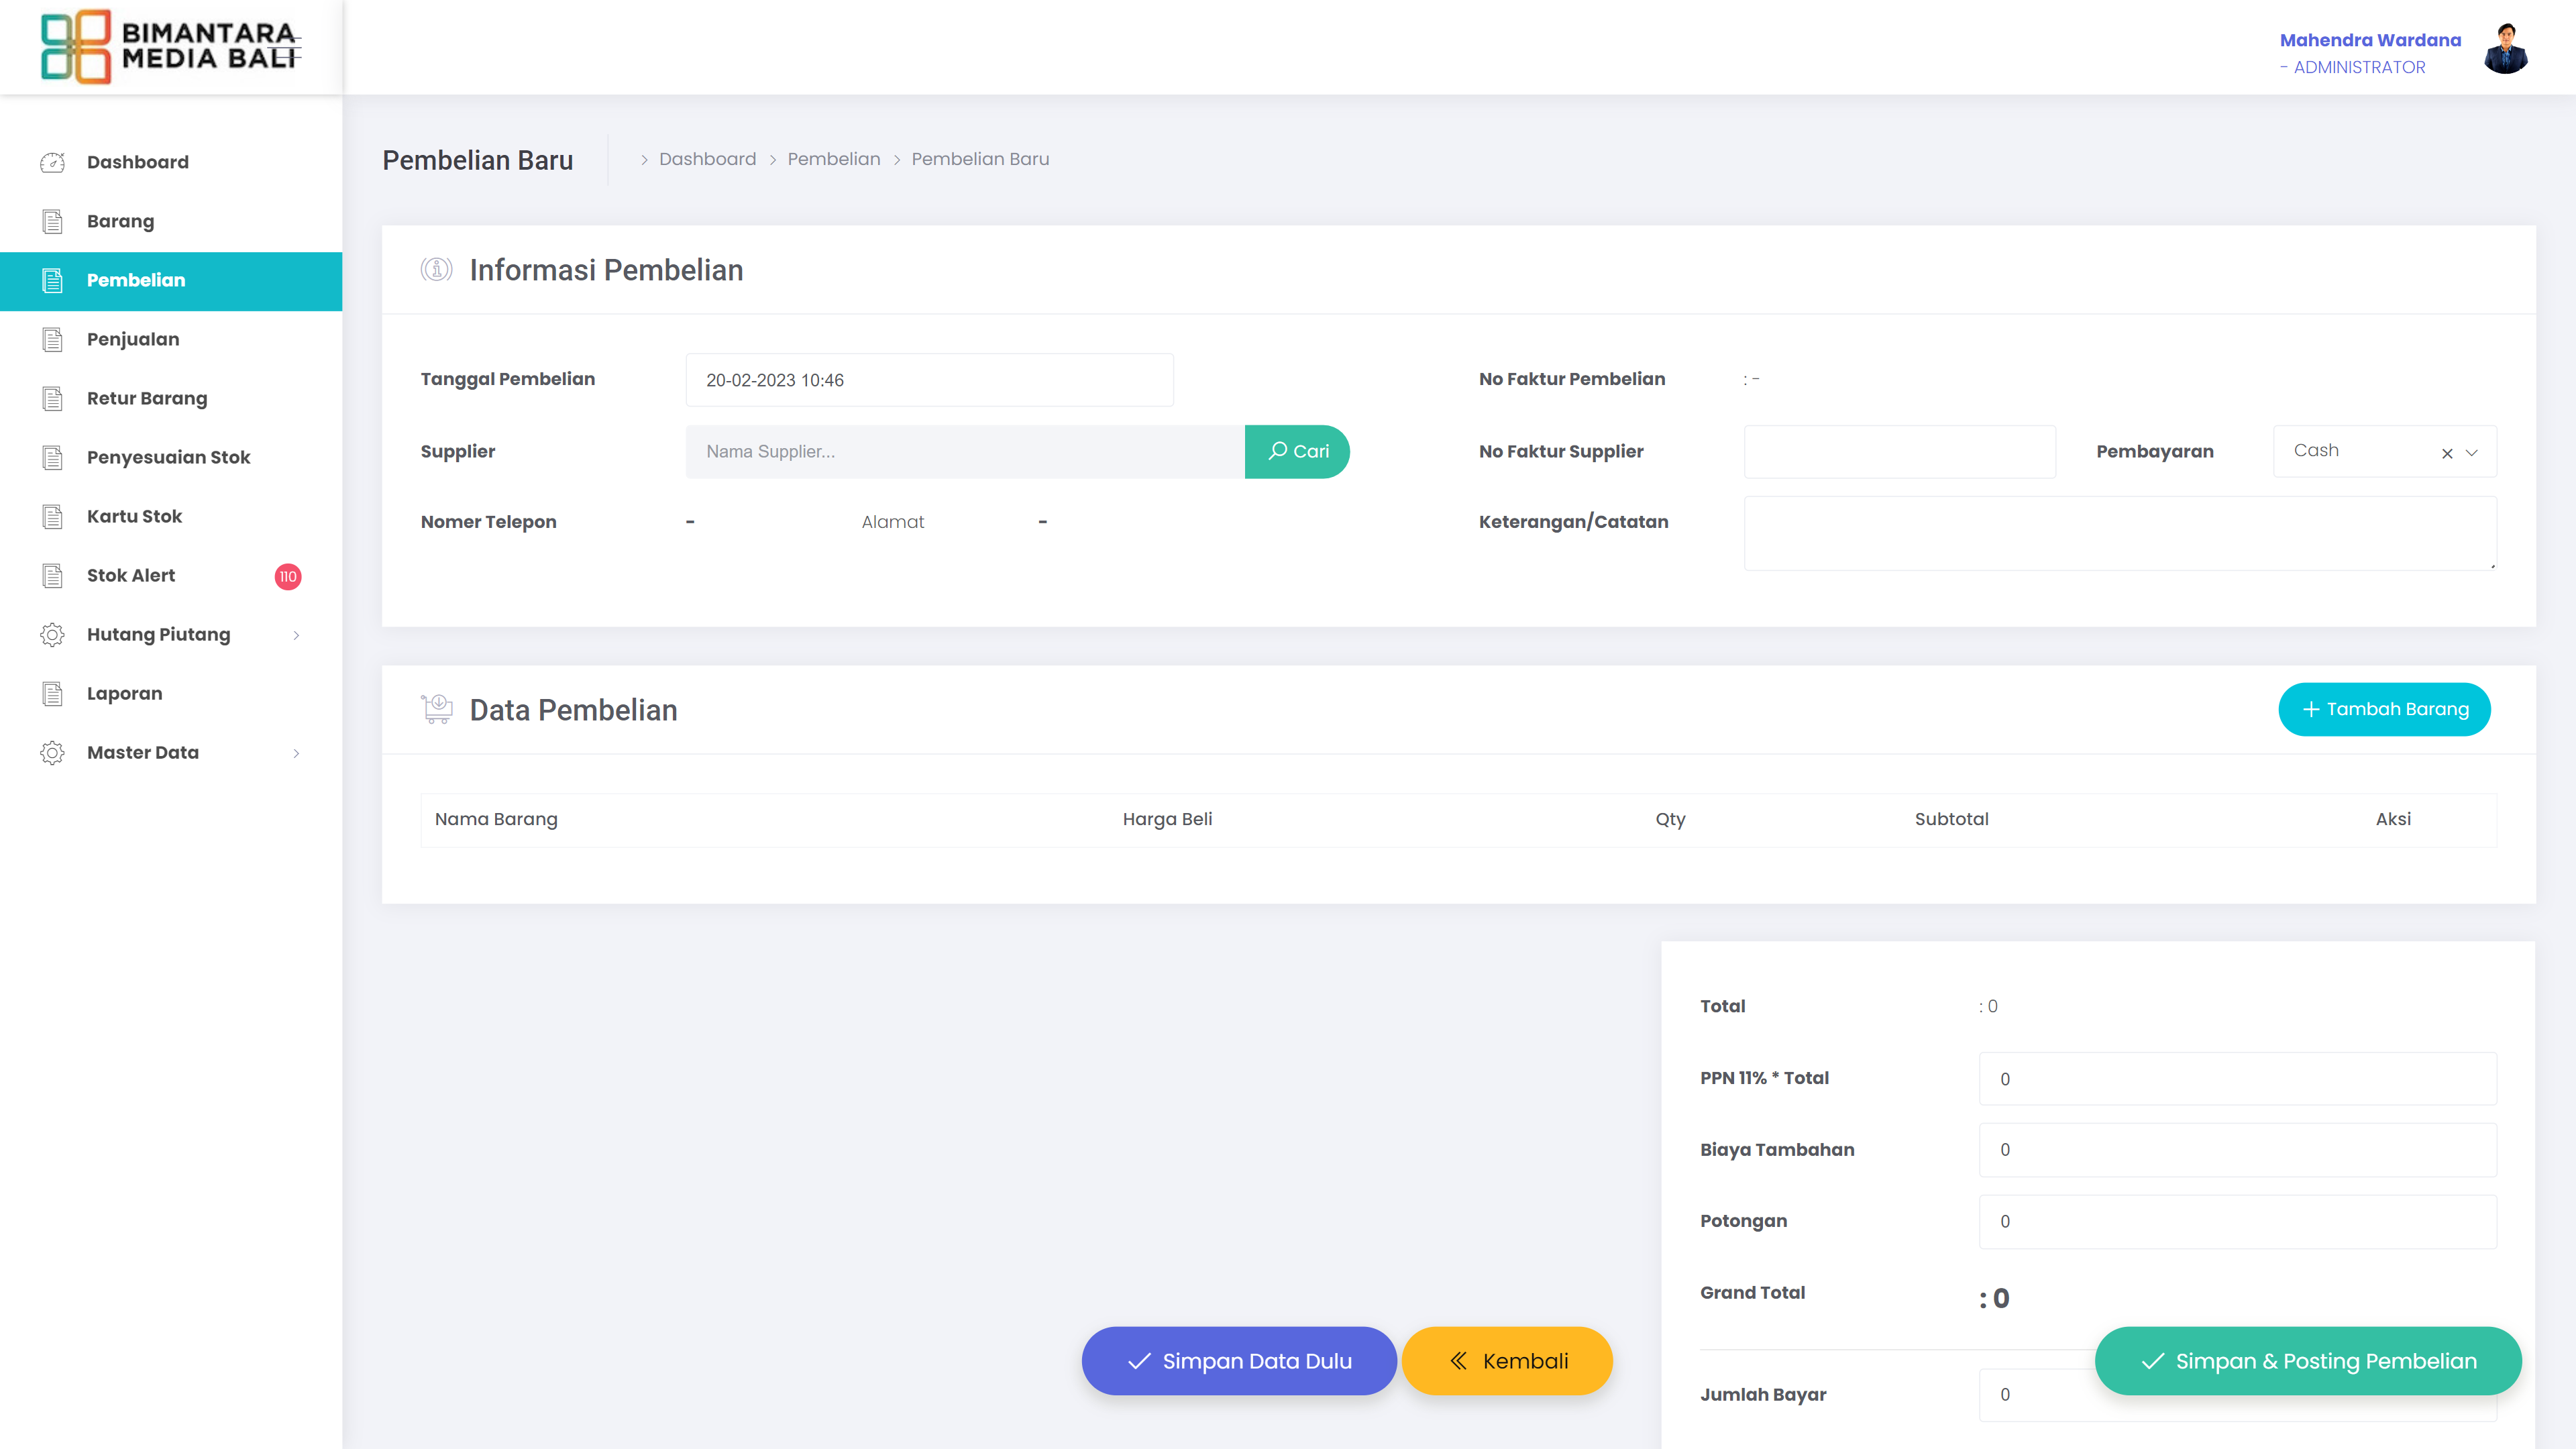 BIMANTARA
MEDIA BALI
Mahendra Wardana
- ADMINISTRATOR
Dashboard
Barang
Pembelian
Penjualan
Retur Barang
Penyesuaian Stok
Kartu Stok
Stok Alert 110
Hutang Piutang
Laporan
Master Data
Pembelian Baru > Dashboard > Pembelian > Pembelian Baru
Informasi Pembelian
Tanggal Pembelian 20-02-2023 10:46
Supplier Nama Supplier... Cari
Nomer Telepon - Alamat -
No Faktur Pembelian : -
No Faktur Supplier Pembayaran Cash
Keterangan/Catatan
Data Pembelian Tambah Barang
Nama Barang Harga Beli Qty Subtotal Aksi
Total : 0
PPN 11% * Total 0
Biaya Tambahan 0
Potongan 0
Grand Total : 0
Simpan Data Dulu Kembali Simpan & Posting Pembelian
Jumlah Bayar 0